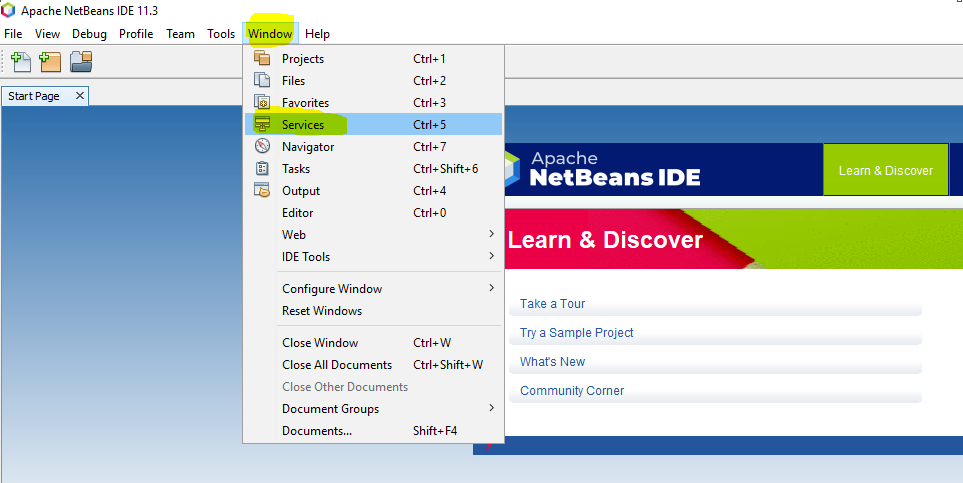 Apache NetBeans IDE 11.3
File View Debug Profile Team Tools Window Help
Start Page
Projects Ctrl+1
Files Ctrl+2
Favorites Ctrl+3
Services Ctrl+5
Navigator Ctrl+7
Tasks Ctrl+Shift+6
Output Ctrl+4
Editor Ctrl+0
Web
IDE Tools
Configure Window
Reset Windows
Close Window Ctrl+W
Close All Documents Ctrl+Shift+W
Close Other Documents
Document Groups
Documents... Shift+F4
Apache
NetBeans IDE
Learn & Discover
Learn & Discover
Take a Tour
Try a Sample Project
What's New
Community Corner